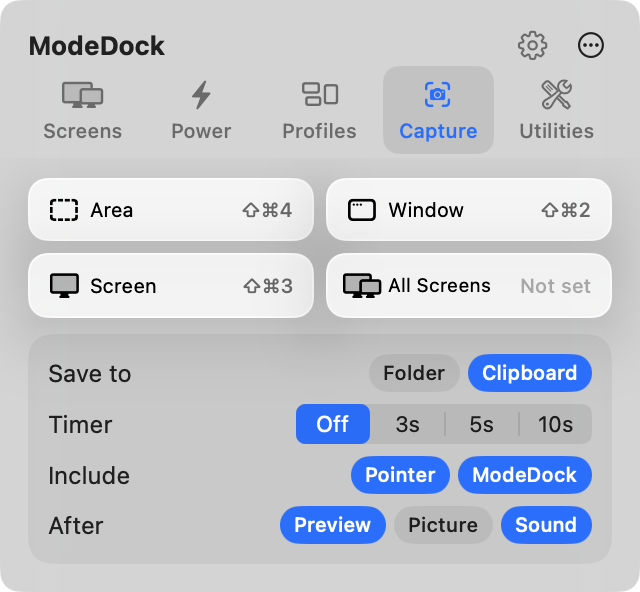 ModeDock
Screens Power Profiles Capture Utilities
Area ⇧⌘4 Window ⇧⌘2
Screen ⇧⌘3 All Screens Not set
Save to Folder Clipboard
Timer Off 3s 5s 10s
Include Pointer ModeDock
After Preview Picture Sound